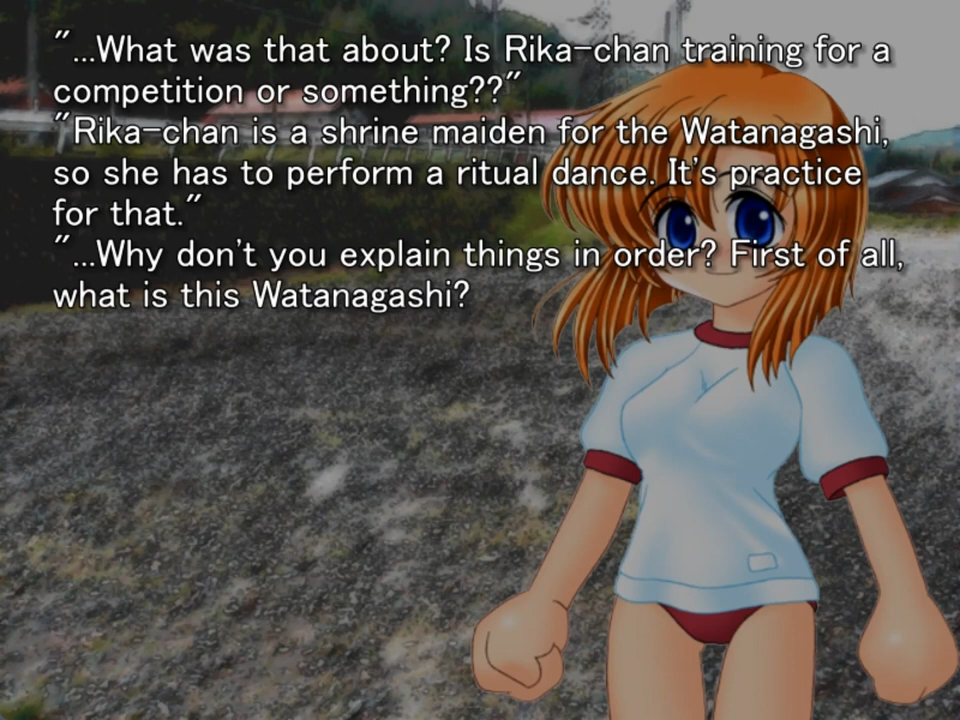 "...What was that about? Is Rika-chan training for a
competition or something??"
"Rika-chan is a shrine maiden for the Watanagashi,
so she has to perform a ritual dance. It's practice
for that."
"...Why don't you explain things in order? First of all,
what is this Watanagashi?